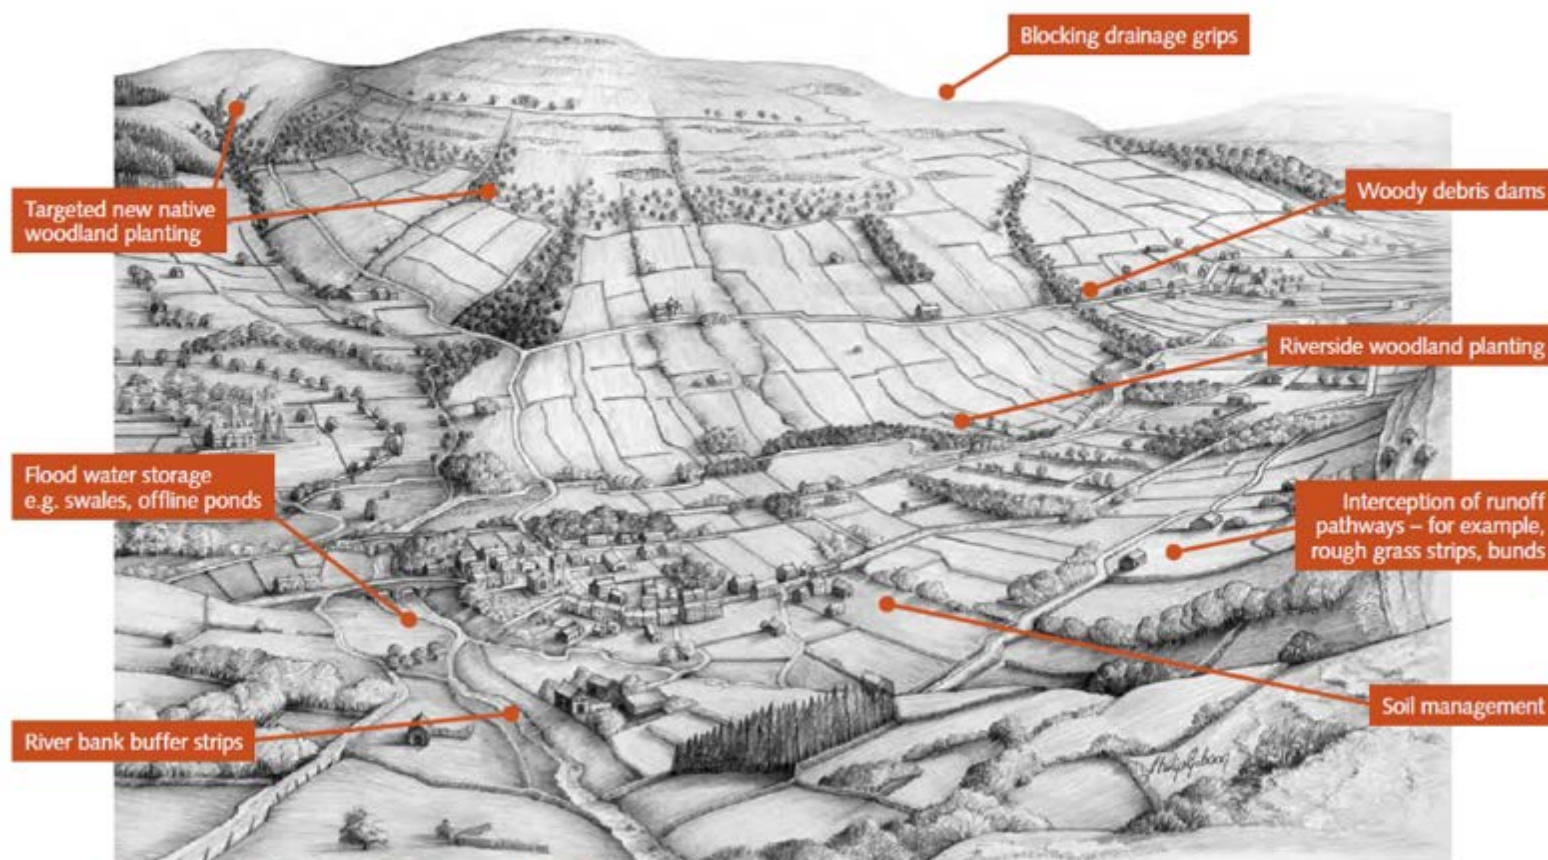 Blocking drainage grips
Targeted new native
woodland planting
Woody debris dams
Riverside woodland planting
Flood water storage
e.g. swales, offline ponds
Interception of runoff
pathways – for example,
rough grass strips, bunds
Soil management
River bank buffer strips